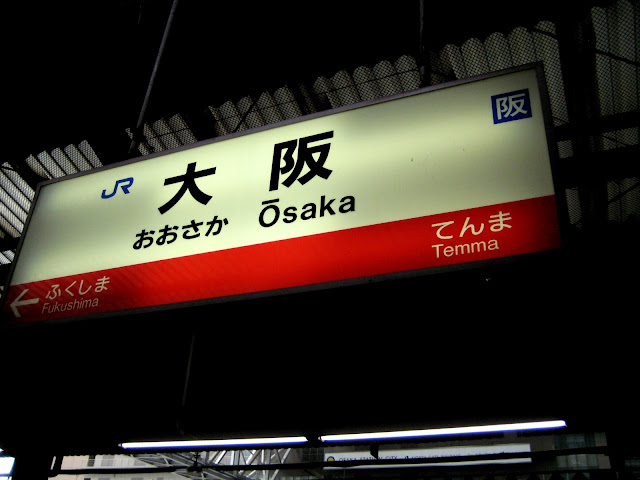 阪
JR 大阪
おおさか Ōsaka
てんま
Temma
ふくしま
Fukushima